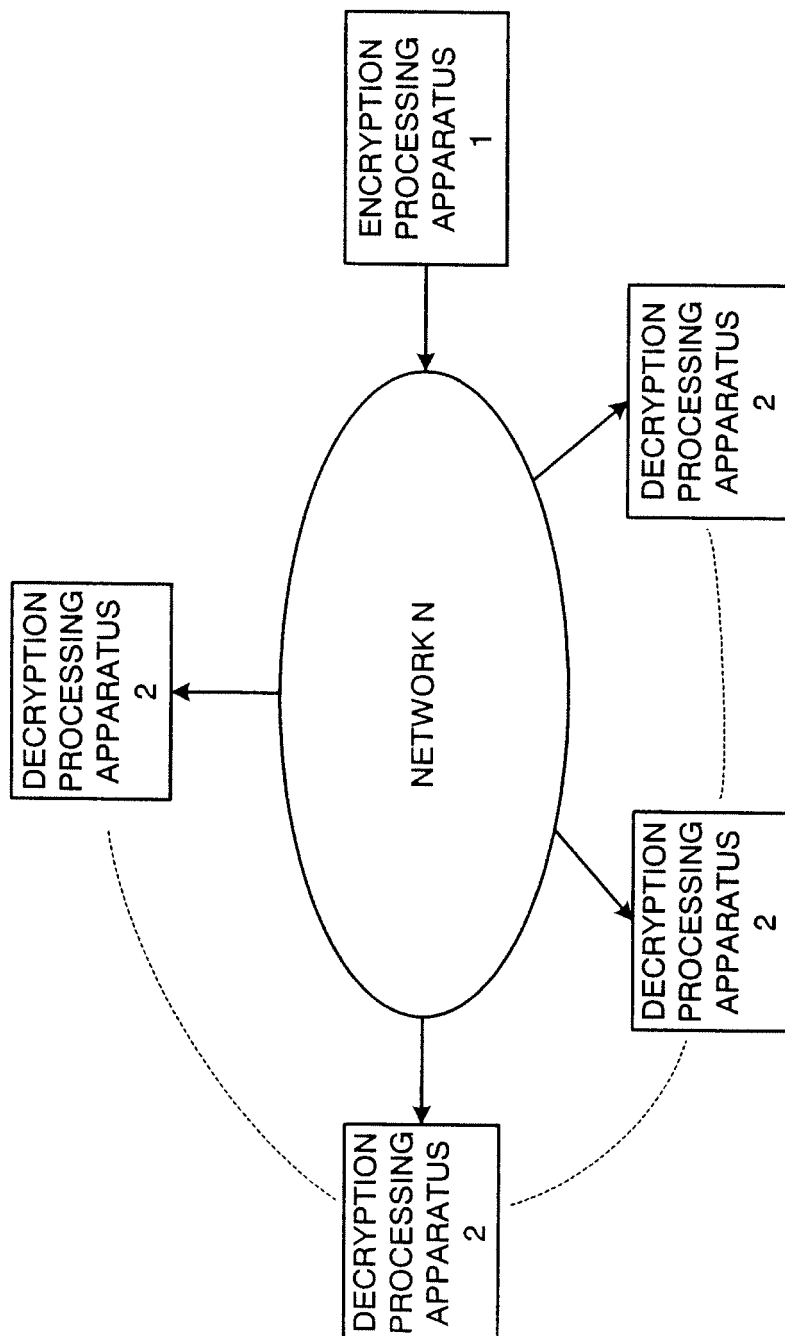 DECRYPTION
PROCESSING
APPARATUS
2
ENCRYPTION
PROCESSING
APPARATUS
1
NETWORK N
DECRYPTION
PROCESSING
APPARATUS
2
DECRYPTION
PROCESSING
APPARATUS
2
DECRYPTION
PROCESSING
APPARATUS
2